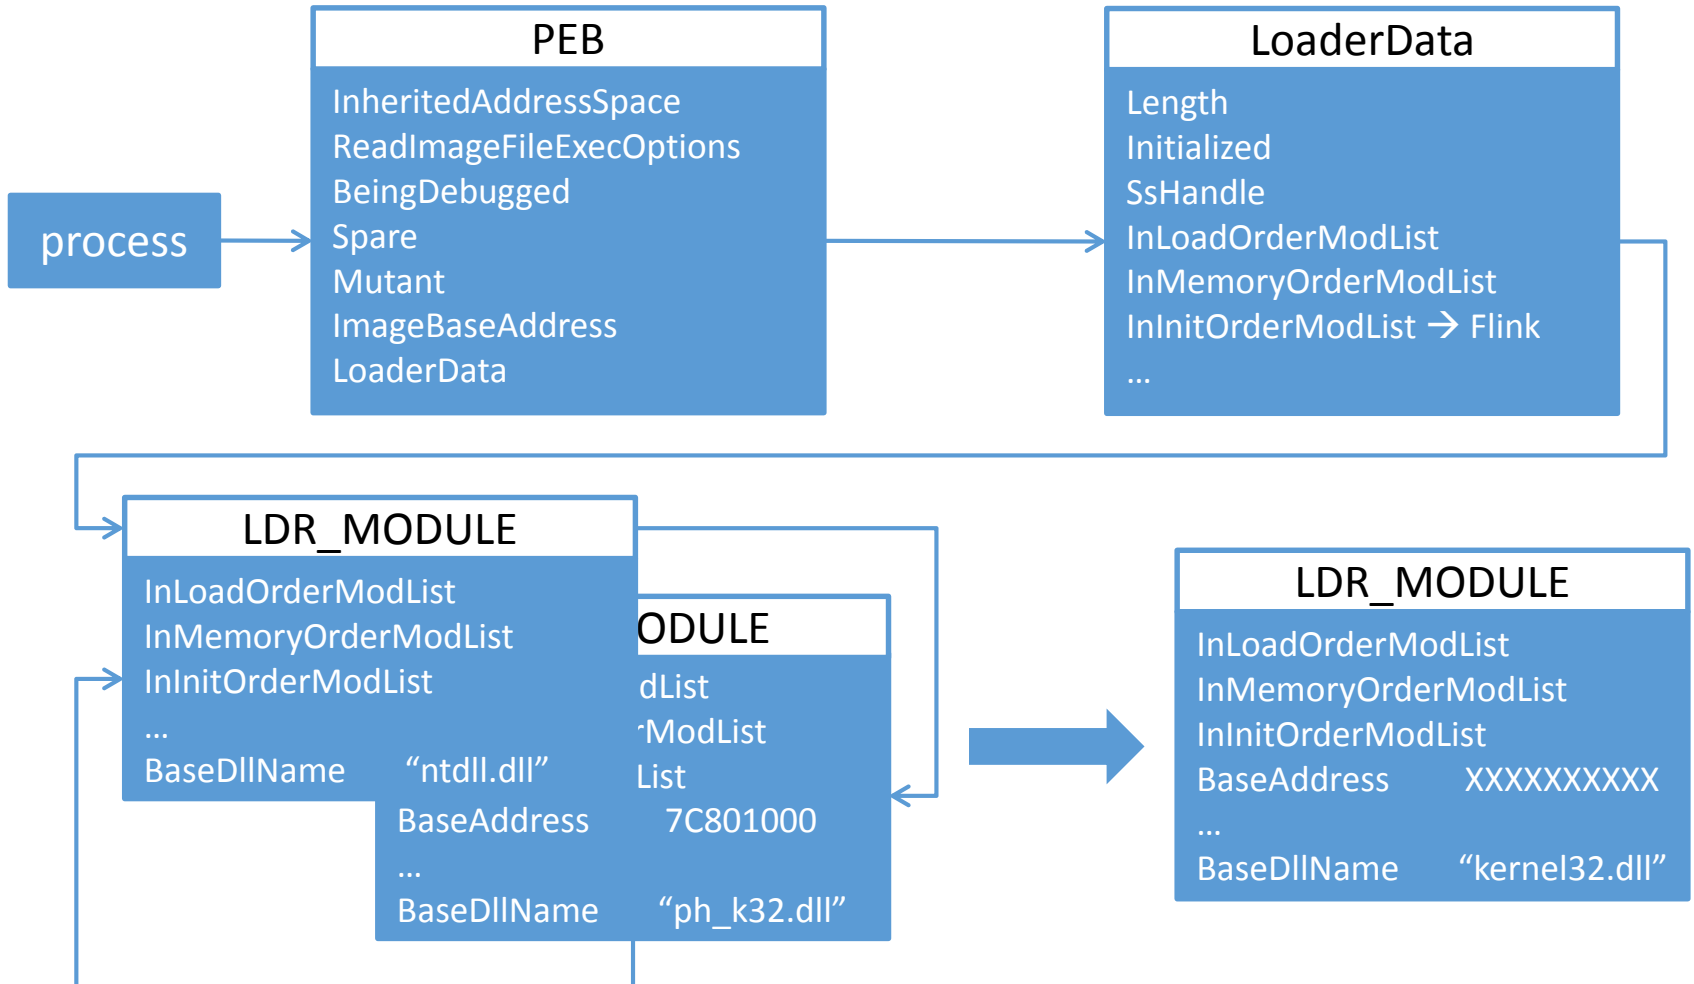 process
PEB
InheritedAddressSpace
ReadImageFileExecOptions
BeingDebugged
Spare
Mutant
ImageBaseAddress
LoaderData
LoaderData
Length
Initialized
SsHandle
InLoadOrderModList
InMemoryOrderModList
InInitOrderModList → Flink
...
LDR_MODULE
InLoadOrderModList
InMemoryOrderModList
InInitOrderModList
...
BaseDllName “ntdll.dll”
ODULE
dList
rModList
List
BaseAddress 7C801000
...
BaseDllName “ph_k32.dll”
LDR_MODULE
InLoadOrderModList
InMemoryOrderModList
InInitOrderModList
BaseAddress XXXXXXXXXX
...
BaseDllName “kernel32.dll”